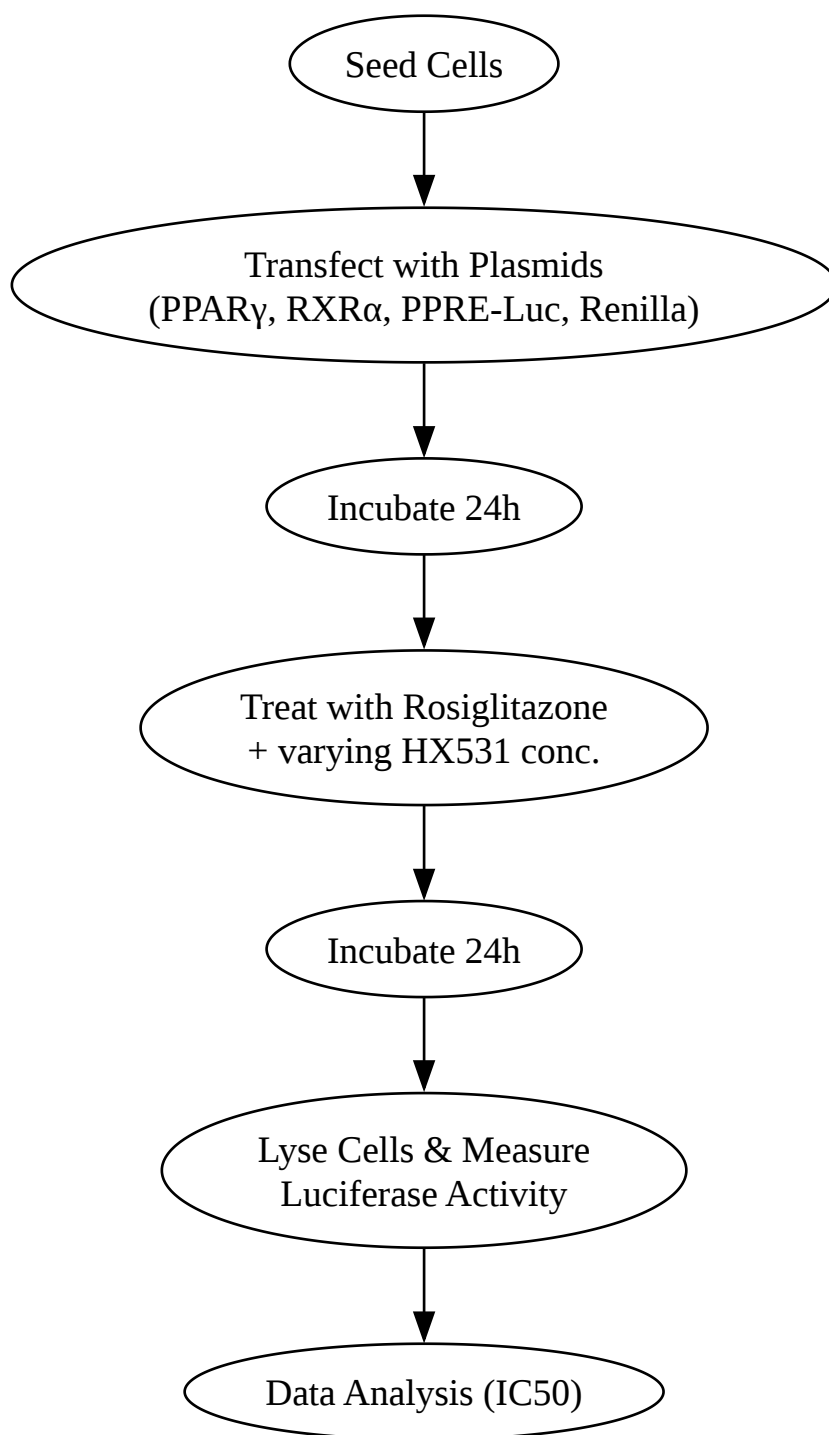 Seed Cells
Transfect with Plasmids
(PPARγ, RXRα, PPRE-Luc, Renilla)
Incubate 24h
Treat with Rosiglitazone
+ varying HX531 conc.
Incubate 24h
Lyse Cells & Measure
Luciferase Activity
Data Analysis (IC50)